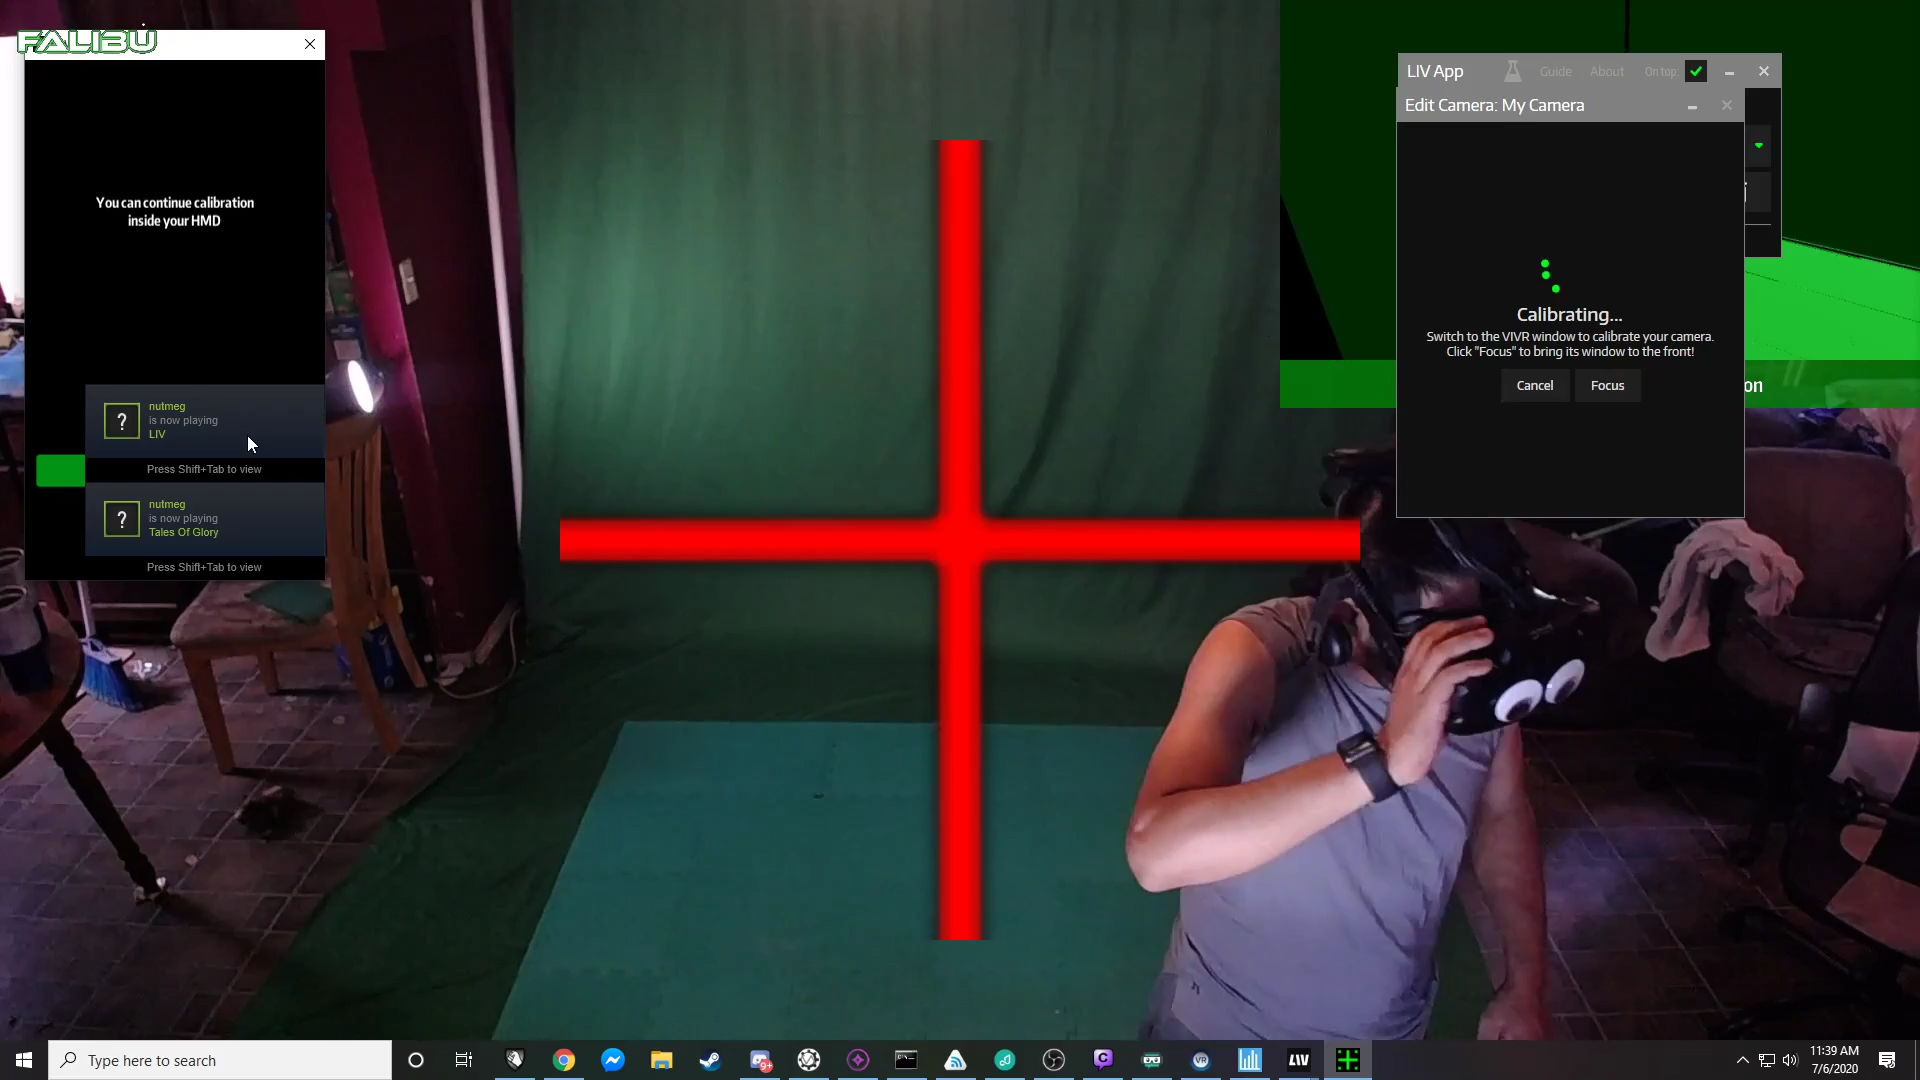 FALIBU
You can continue calibration
inside your HMD
nutmeg
is now playing
LIV
Press Shift+Tab to view
nutmeg
is now playing
Tales Of Glory
Press Shift+Tab to view
LIV App
Guide
About
On top:
Edit Camera: My Camera
Calibrating...
Switch to the VIVR window to calibrate your camera.
Click "Focus" to bring its window to the front!
Cancel
Focus
on
Type here to search
9+
VR
LIV
11:39 AM
7/6/2020